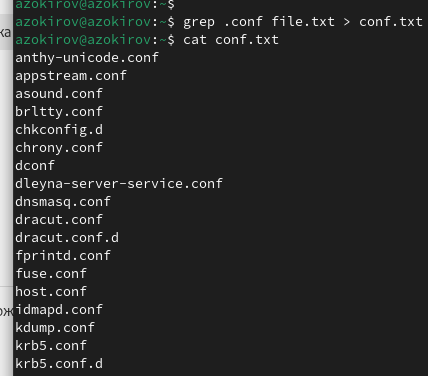 azokirov@azokirov:~$
azokirov@azokirov:~$ grep .conf file.txt > conf.txt
azokirov@azokirov:~$ cat conf.txt
anthy-unicode.conf
appstream.conf
asound.conf
brltty.conf
chkconfig.d
chrony.conf
dconf
dleyna-server-service.conf
dnsmasq.conf
dracut.conf
dracut.conf.d
fprintd.conf
fuse.conf
host.conf
idmapd.conf
kdump.conf
krb5.conf
krb5.conf.d